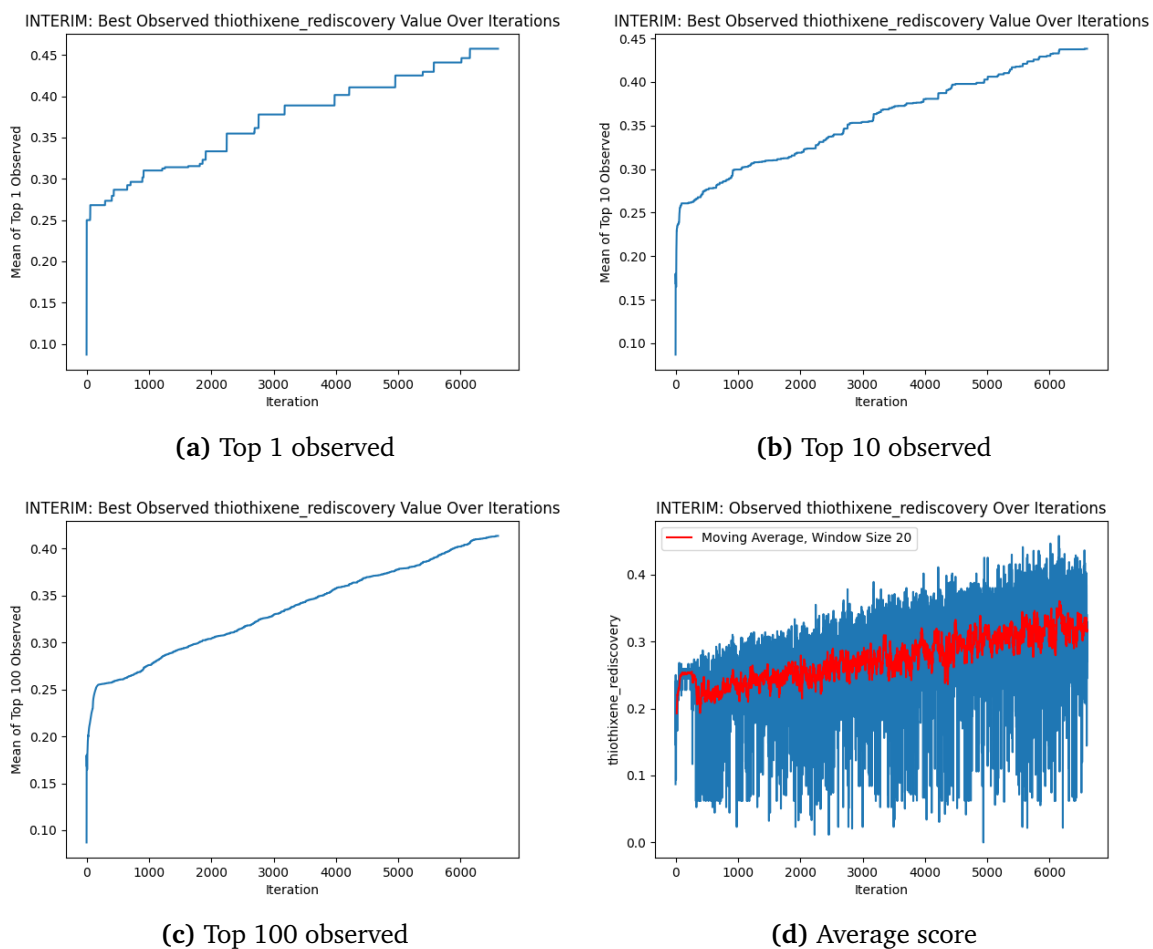 INTERIM: Best Observed thiothixene_rediscovery Value Over Iterations
Mean of Top 1 Observed
0.45
0.40
0.35
0.30
0.25
0.20
0.15
0.10
0 1000 2000 3000 4000 5000 6000
Iteration
(a) Top 1 observed
INTERIM: Best Observed thiothixene_rediscovery Value Over Iterations
Mean of Top 10 Observed
0.45
0.40
0.35
0.30
0.25
0.20
0.15
0.10
0 1000 2000 3000 4000 5000 6000
Iteration
(b) Top 10 observed
INTERIM: Best Observed thiothixene_rediscovery Value Over Iterations
Mean of Top 100 Observed
0.40
0.35
0.30
0.25
0.20
0.15
0.10
0 1000 2000 3000 4000 5000 6000
Iteration
(c) Top 100 observed
INTERIM: Observed thiothixene_rediscovery Over Iterations
Moving Average, Window Size 20
thiothixene_rediscovery
0.4
0.3
0.2
0.1
0.0
0 1000 2000 3000 4000 5000 6000
Iteration
(d) Average score